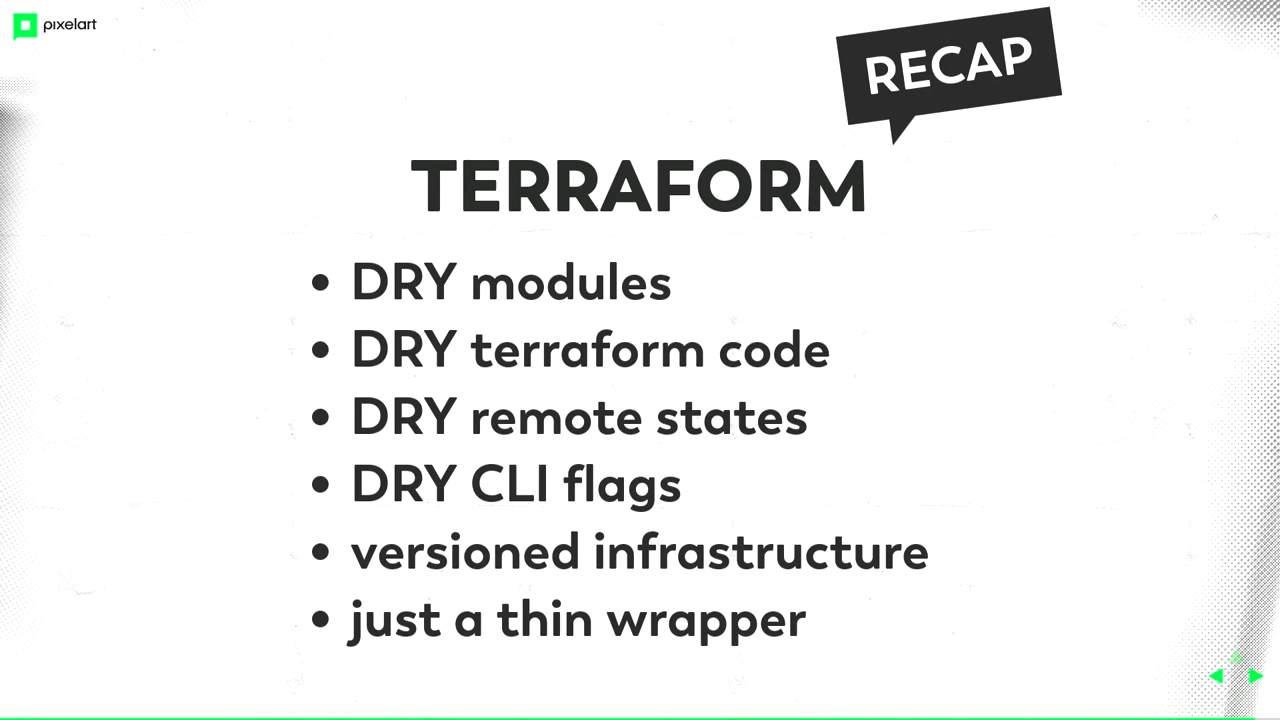 pixelart
RECAP
TERRAFORM
• DRY modules
• DRY terraform code
• DRY remote states
• DRY CLI flags
• versioned infrastructure
• just a thin wrapper